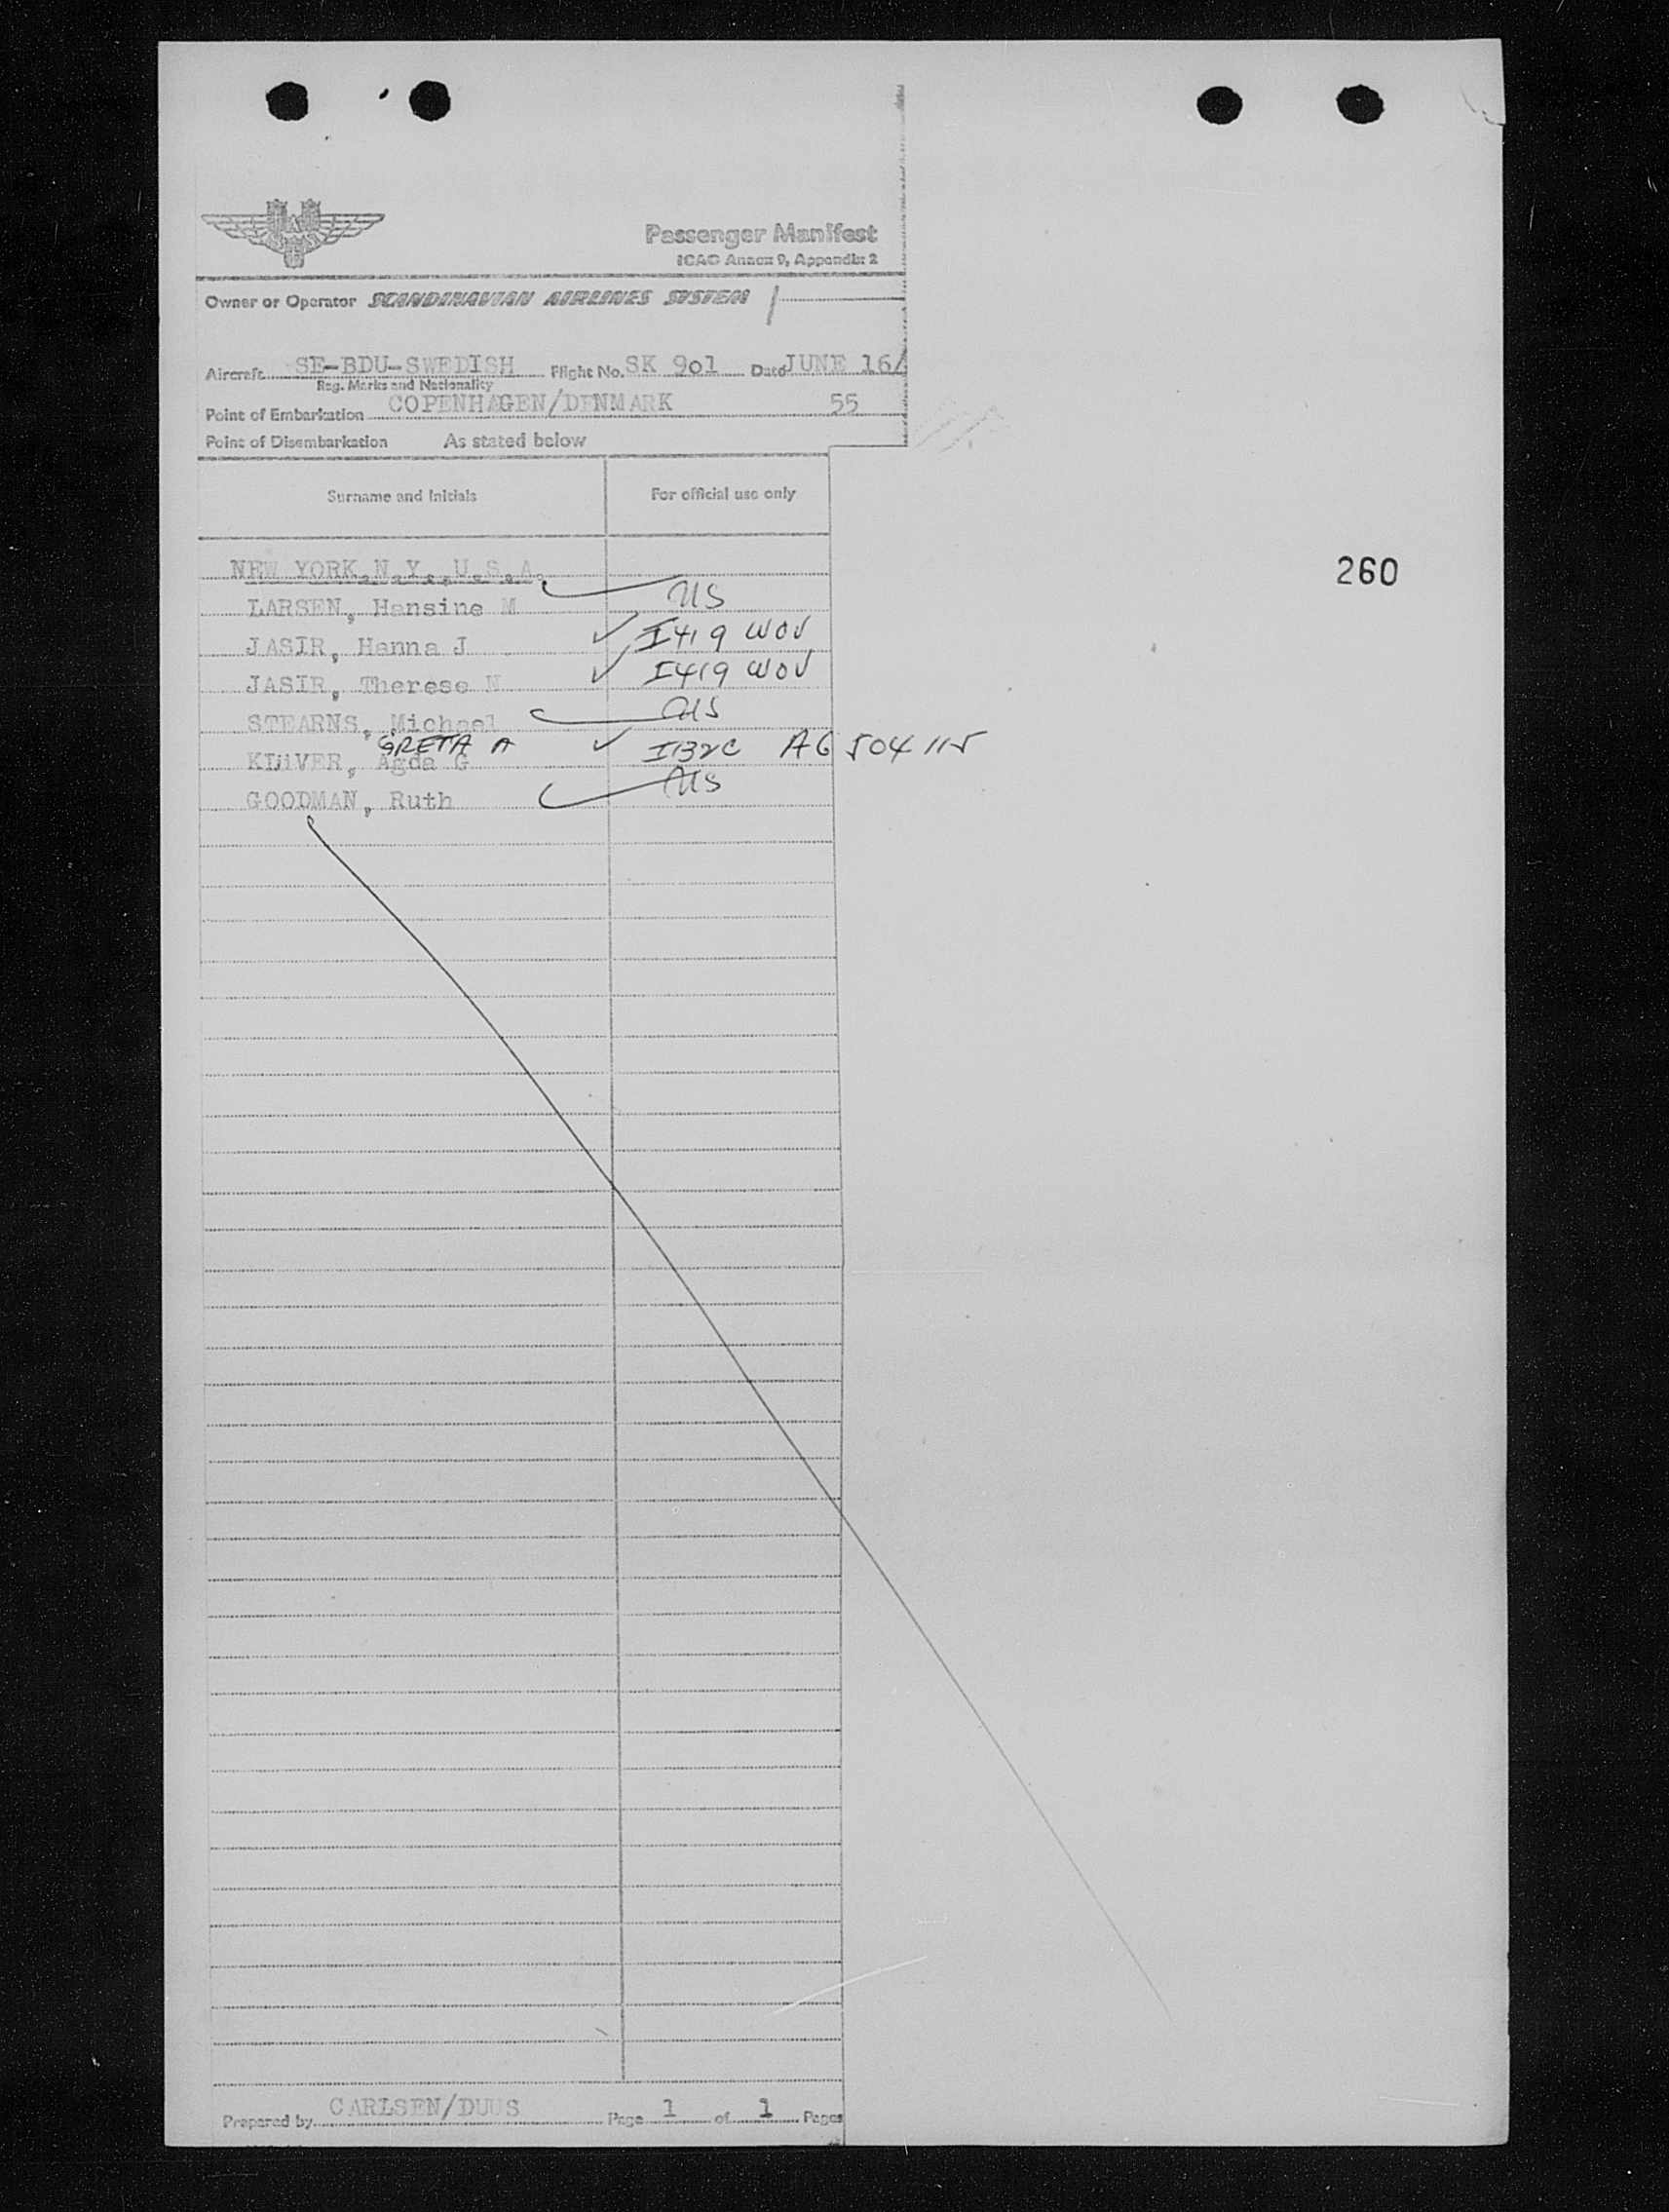 Passenger Manifest
ICAO Annex 9, Appendix 2
Owner or Operator SCANDINAVIAN AIRLINES SYSTEM
Aircraft SE-BDU-SWEDISH Flight No. SK 901 Date JUNE 16/
Reg. Marks and Nationality
Point of Embarkation COPENHAGEN/DENMARK 55
Point of Disembarkation As stated below
Surname and Initials For official use only
NEW YORK, N.Y., U.S.A.
260
LARSEN, Hansine M US
JASIR, Hanna J I419 WOV
JASIR, Therese N I419 WOV
STEARNS, Michael US
GRETA A
KLIVER, Agda G I132C A6 504 115
GOODMAN, Ruth US
Prepared by CARLSEN/DUUS Page 1 of 1 Pages